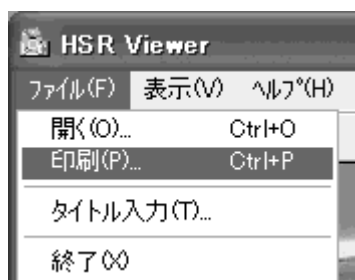 HSR Viewer
ファイル(F) 表示(V) ヘルプ(H)
開く(O)... Ctrl+O
印刷(P)... Ctrl+P
タイトル入力(T)...
終了(X)